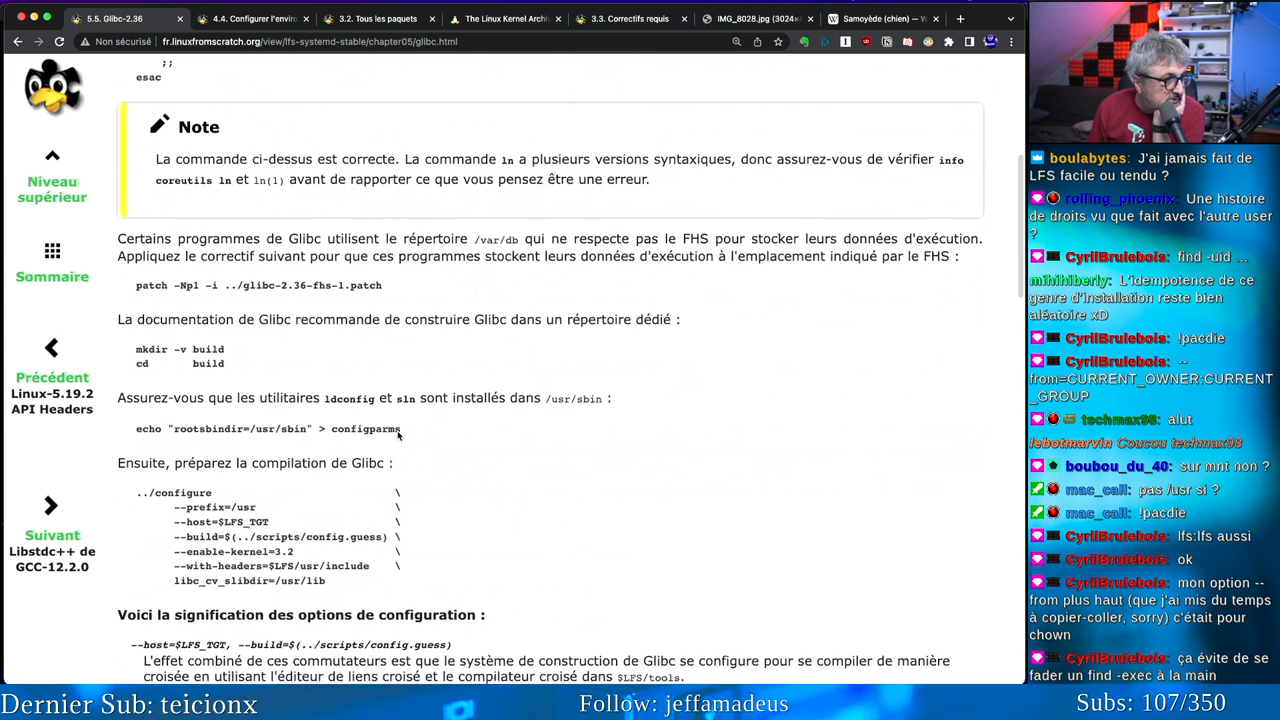 5.5. Glibc-2.36
4.4. Configurer l'enviro
3.2. Tous les paquets
The Linux Kernel Archi
3.3. Correctifs requis
IMG_8028.jpg (3024×4
Samoyède (chien) — W
Non sécurisé
fr.linuxfromscratch.org/view/lfs-systemd-stable/chapter05/glibc.html
;;
esac
Note
La commande ci-dessus est correcte. La commande ln a plusieurs versions syntaxiques, donc assurez-vous de vérifier info
coreutils ln et ln(1) avant de rapporter ce que vous pensez être une erreur.
Niveau
supérieur
Sommaire
Précédent
Linux-5.19.2
API Headers
Suivant
Libstdc++ de
GCC-12.2.0
Certains programmes de Glibc utilisent le répertoire /var/db qui ne respecte pas le FHS pour stocker leurs données d'exécution.
Appliquez le correctif suivant pour que ces programmes stockent leurs données d'exécution à l'emplacement indiqué par le FHS :
patch -Np1 -i ../glibc-2.36-fhs-1.patch
La documentation de Glibc recommande de construire Glibc dans un répertoire dédié :
mkdir -v build
cd       build
Assurez-vous que les utilitaires ldconfig et sln sont installés dans /usr/sbin :
echo "rootsbindir=/usr/sbin" > configparms
Ensuite, préparez la compilation de Glibc :
../configure                             \
      --prefix=/usr                      \
      --host=$LFS_TGT                    \
      --build=$(../scripts/config.guess) \
      --enable-kernel=3.2                \
      --with-headers=$LFS/usr/include    \
      libc_cv_slibdir=/usr/lib
Voici la signification des options de configuration :
--host=$LFS_TGT, --build=$(../scripts/config.guess)
L'effet combiné de ces commutateurs est que le système de construction de Glibc se configure pour se compiler de manière
croisée en utilisant l'éditeur de liens croisé et le compilateur croisé dans $LFS/tools.
boulabytes: J'ai jamais fait de
LFS facile ou tendu ?
rolling_phoenix: Une histoire
de droits vu que fait avec l'autre user
?
CyrilBrulebois: find -uid ...
mihihiberly: L'idempotence de ce
genre d'installation reste bien
aléatoire xD
CyrilBrulebois: !pacdie
CyrilBrulebois: --
from=CURRENT_OWNER:CURRENT
_GROUP
techmax98: alut
lebotmarvin Coucou techmax98
boubou_du_40: sur mnt non ?
mac_call: pas /usr si ?
mac_call: !pacdie
CyrilBrulebois: lfs:lfs aussi
CyrilBrulebois: ok
CyrilBrulebois: mon option --
from plus haut (que j'ai mis du temps
à copier-coller, sorry) c'était pour
chown
CyrilBrulebois: ça évite de se
fader un find -exec à la main
Dernier Sub: teicionx
Follow: jeffamadeus
Subs: 107/350